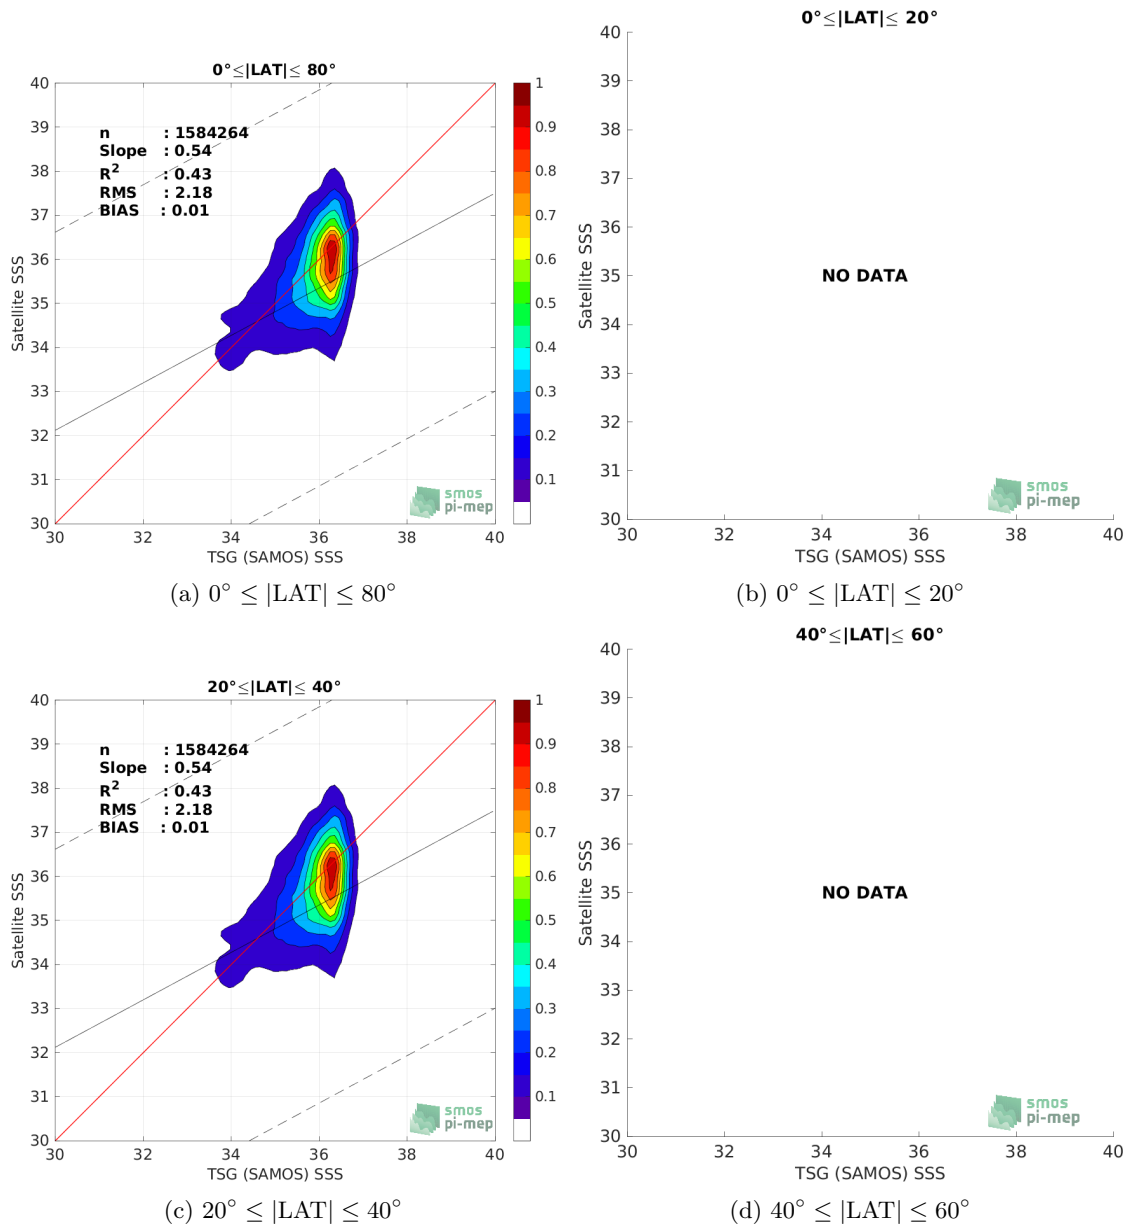 0°≤|LAT|≤ 80°
40
39
38
37
36
35
34
33
32
31
30
Satellite SSS
n : 1584264
Slope : 0.54
R² : 0.43
RMS : 2.18
BIAS : 0.01
smos
pi-mep
30 32 34 36 38 40
TSG (SAMOS) SSS
1
0.9
0.8
0.7
0.6
0.5
0.4
0.3
0.2
0.1
(a) 0° ≤ |LAT| ≤ 80°
0°≤|LAT|≤ 20°
40
39
38
37
36
35
34
33
32
31
30
Satellite SSS
NO DATA
smos
pi-mep
30 32 34 36 38 40
TSG (SAMOS) SSS
(b) 0° ≤ |LAT| ≤ 20°
20°≤|LAT|≤ 40°
40
39
38
37
36
35
34
33
32
31
30
Satellite SSS
n : 1584264
Slope : 0.54
R² : 0.43
RMS : 2.18
BIAS : 0.01
smos
pi-mep
30 32 34 36 38 40
TSG (SAMOS) SSS
1
0.9
0.8
0.7
0.6
0.5
0.4
0.3
0.2
0.1
(c) 20° ≤ |LAT| ≤ 40°
40°≤|LAT|≤ 60°
40
39
38
37
36
35
34
33
32
31
30
Satellite SSS
NO DATA
smos
pi-mep
30 32 34 36 38 40
TSG (SAMOS) SSS
(d) 40° ≤ |LAT| ≤ 60°